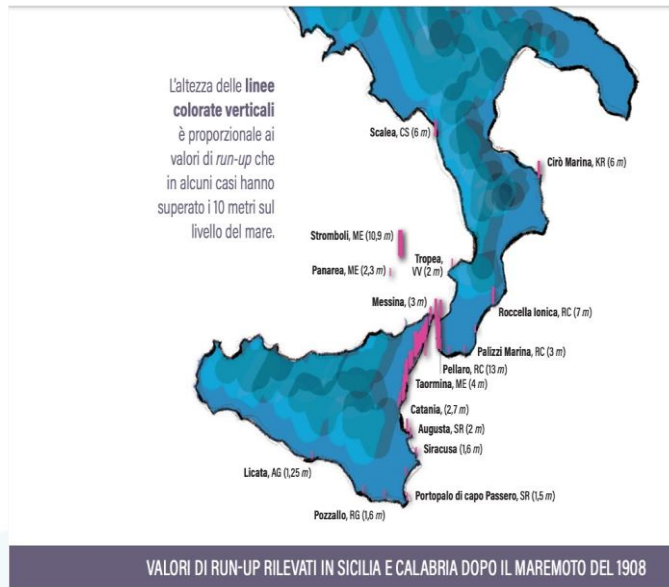 L'altezza delle linee
colorate verticali
è proporzionale ai
valori di run-up che
in alcuni casi hanno
superato i 10 metri sul
livello del mare.
Scalea, CS (6 m)
Cirò Marina, KR (6 m)
Stromboli, ME (10,9 m)
Panarea, ME (2,3 m)
Tropea,
VV (2 m)
Messina, (3 m)
Roccella Ionica, RC (7 m)
Palizzi Marina, RC (3 m)
Pellaro, RC (13 m)
Taormina, ME (4 m)
Catania, (2,7 m)
Augusta, SR (2 m)
Siracusa (1,6 m)
Licata, AG (1,25 m)
Portopalo di capo Passero, SR (1,5 m)
Pozzallo, RG (1,6 m)
VALORI DI RUN-UP RILEVATI IN SICILIA E CALABRIA DOPO IL MAREMOTO DEL 1908